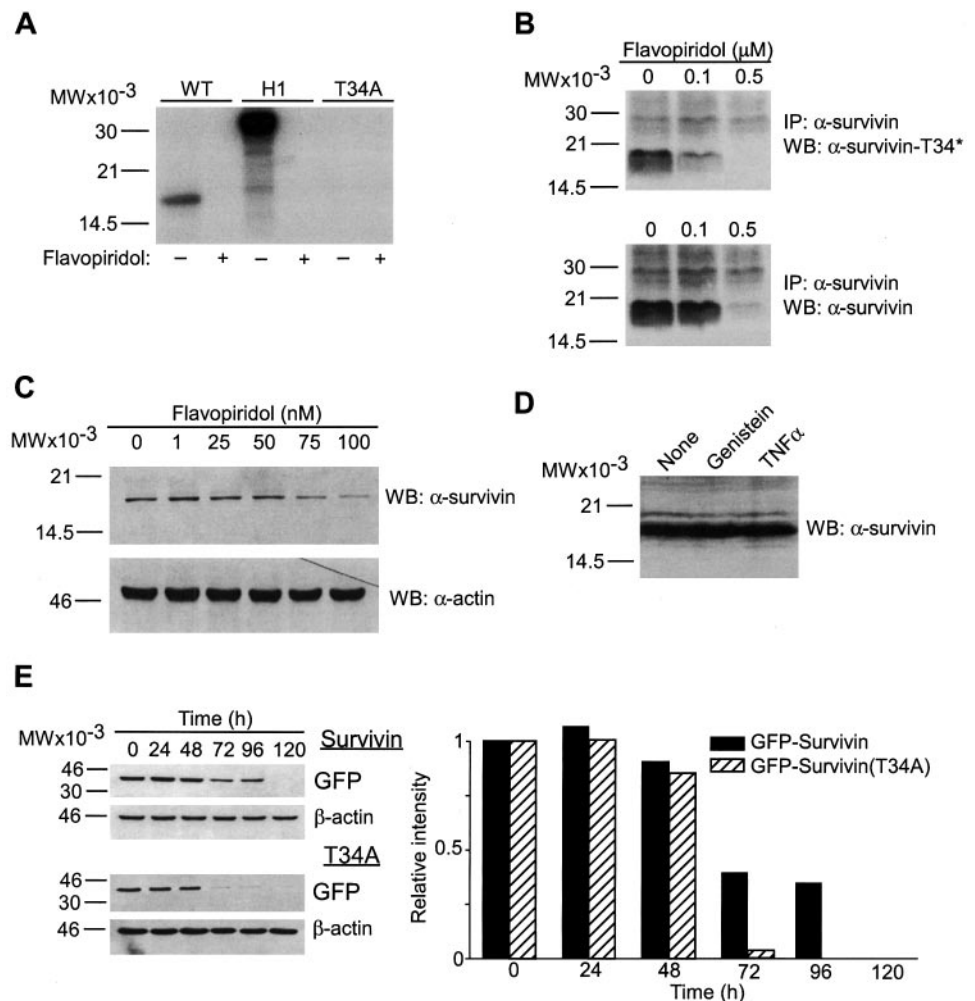 A
MWx10-3
WT H1 T34A
30
21
14.5
Flavopiridol: – + – + – +
B
Flavopiridol (μM)
MWx10-3
0 0.1 0.5
30
21
14.5
IP: α-survivin
WB: α-survivin-T34*
0 0.1 0.5
30
21
14.5
IP: α-survivin
WB: α-survivin
C
Flavopiridol (nM)
MWx10-3
0 1 25 50 75 100
21
14.5
WB: α-survivin
46
WB: α-actin
D
MWx10-3
None Genistein TNFα
21
14.5
WB: α-survivin
E
Time (h)
MWx10-3
0 24 48 72 96 120
Survivin
46
30
GFP
46
β-actin
T34A
46
30
GFP
46
β-actin
Relative intensity
1
0.5
0
GFP-Survivin
GFP-Survivin(T34A)
0 24 48 72 96 120
Time (h)